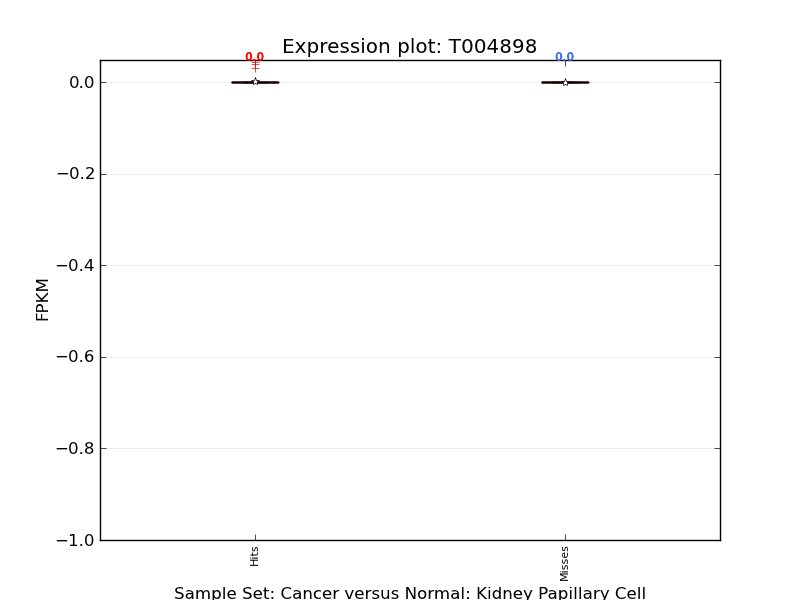 Expression plot: T004898
0.0
0.0
0.0
−0.2
−0.4
−0.6
−0.8
−1.0
FPKM
Hits
Misses
Sample Set: Cancer versus Normal: Kidney Papillary Cell